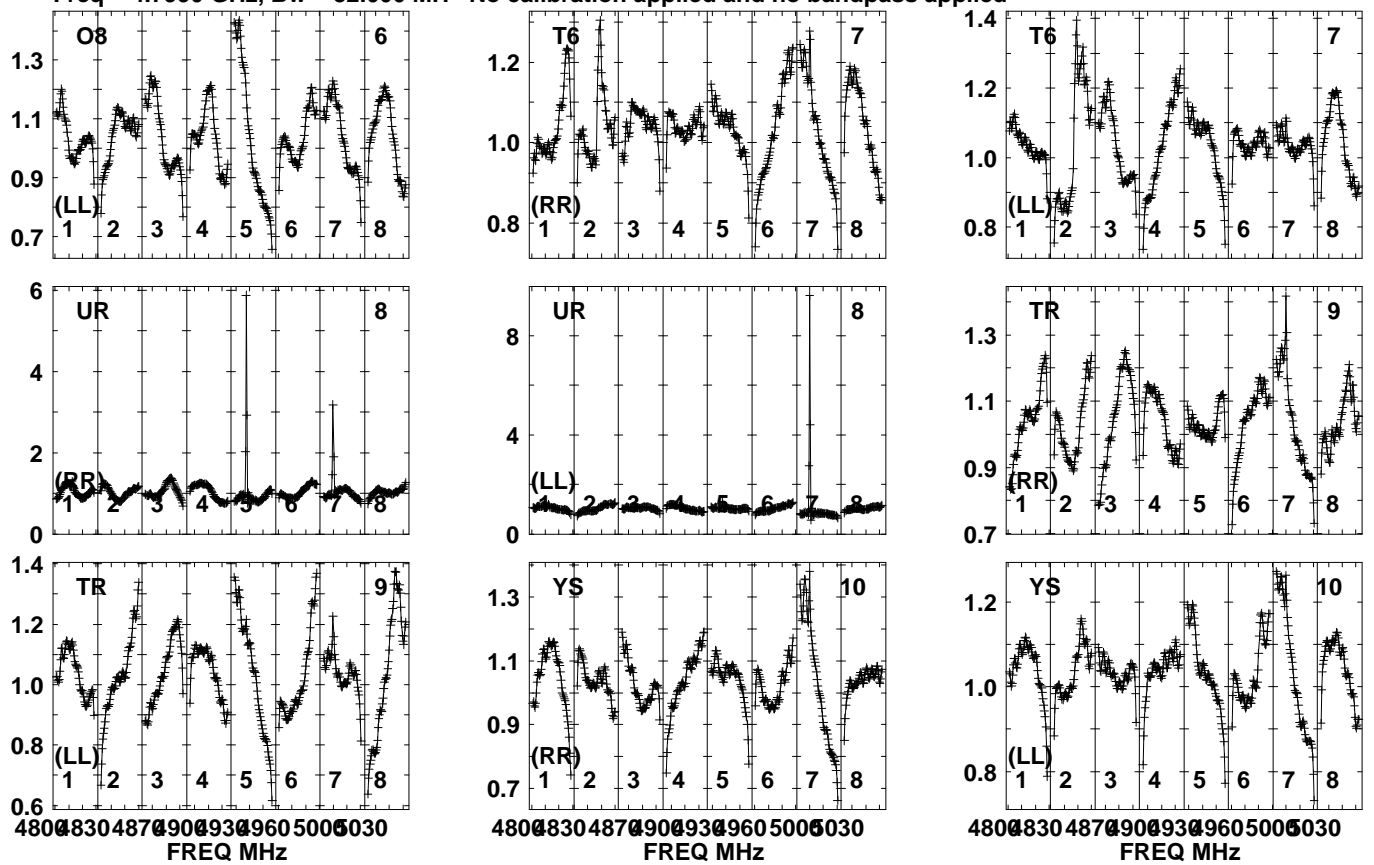 No calibration applied and no bandpass applied
O8 6
1.3
1.1
0.9
0.7
(LL)
1 2 3 4 5 6 7 8
T6 7
1.2
1.0
0.8
(RR)
1 2 3 4 5 6 7 8
T6 7
1.4
1.2
1.0
0.8
(LL)
1 2 3 4 5 6 7 8
UR 8
6
4
2
0
(RR)
1 2 3 4 5 6 7 8
UR 8
8
4
0
(LL)
1 2 3 4 5 6 7 8
TR 9
1.3
1.1
0.9
0.7
(RR)
1 2 3 4 5 6 7 8
TR 9
1.4
1.2
1.0
0.8
0.6
(LL)
1 2 3 4 5 6 7 8
YS 10
1.3
1.1
0.9
0.7
(RR)
1 2 3 4 5 6 7 8
YS 10
1.2
1.0
0.8
(LL)
1 2 3 4 5 6 7 8
4800 4830 4870 4900 4930 4960 5000 5030
FREQ MHz
4800 4830 4870 4900 4930 4960 5000 5030
FREQ MHz
4800 4830 4870 4900 4930 4960 5000 5030
FREQ MHz